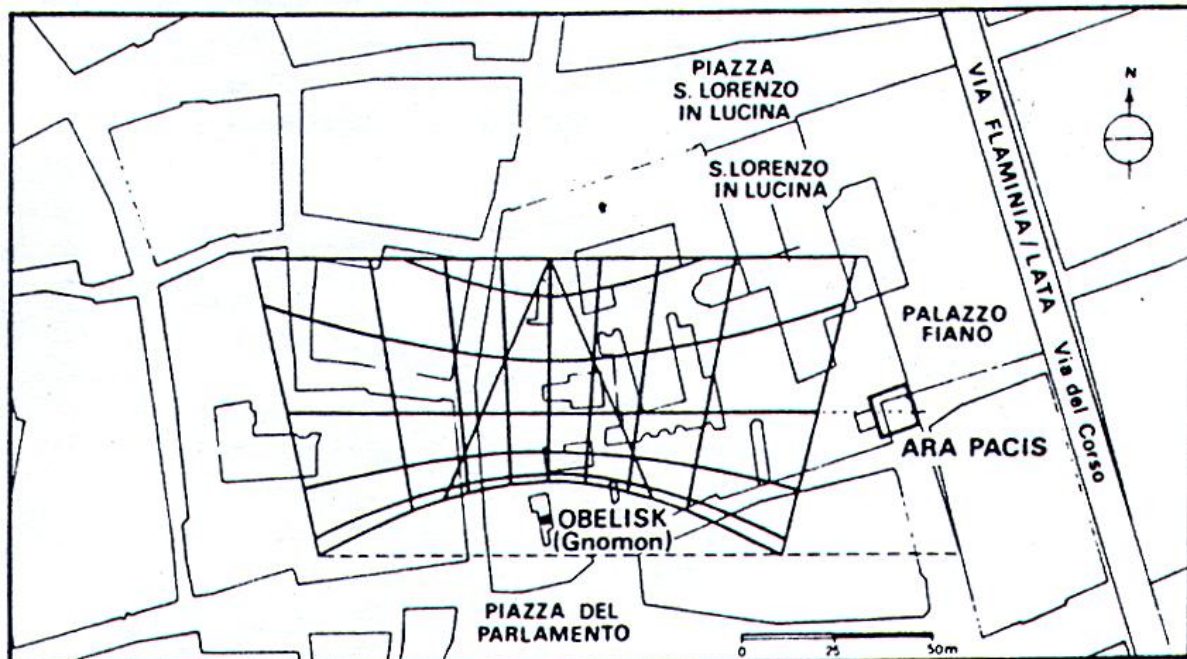 PIAZZA
S. LORENZO
IN LUCINA
S. LORENZO
IN LUCINA
N
VIA FLAMINIA / LATA Via del Corso
PALAZZO
FIANO
ARA PACIS
OBELISK
(Gnomon)
PIAZZA DEL
PARLAMENTO
0 25 50m